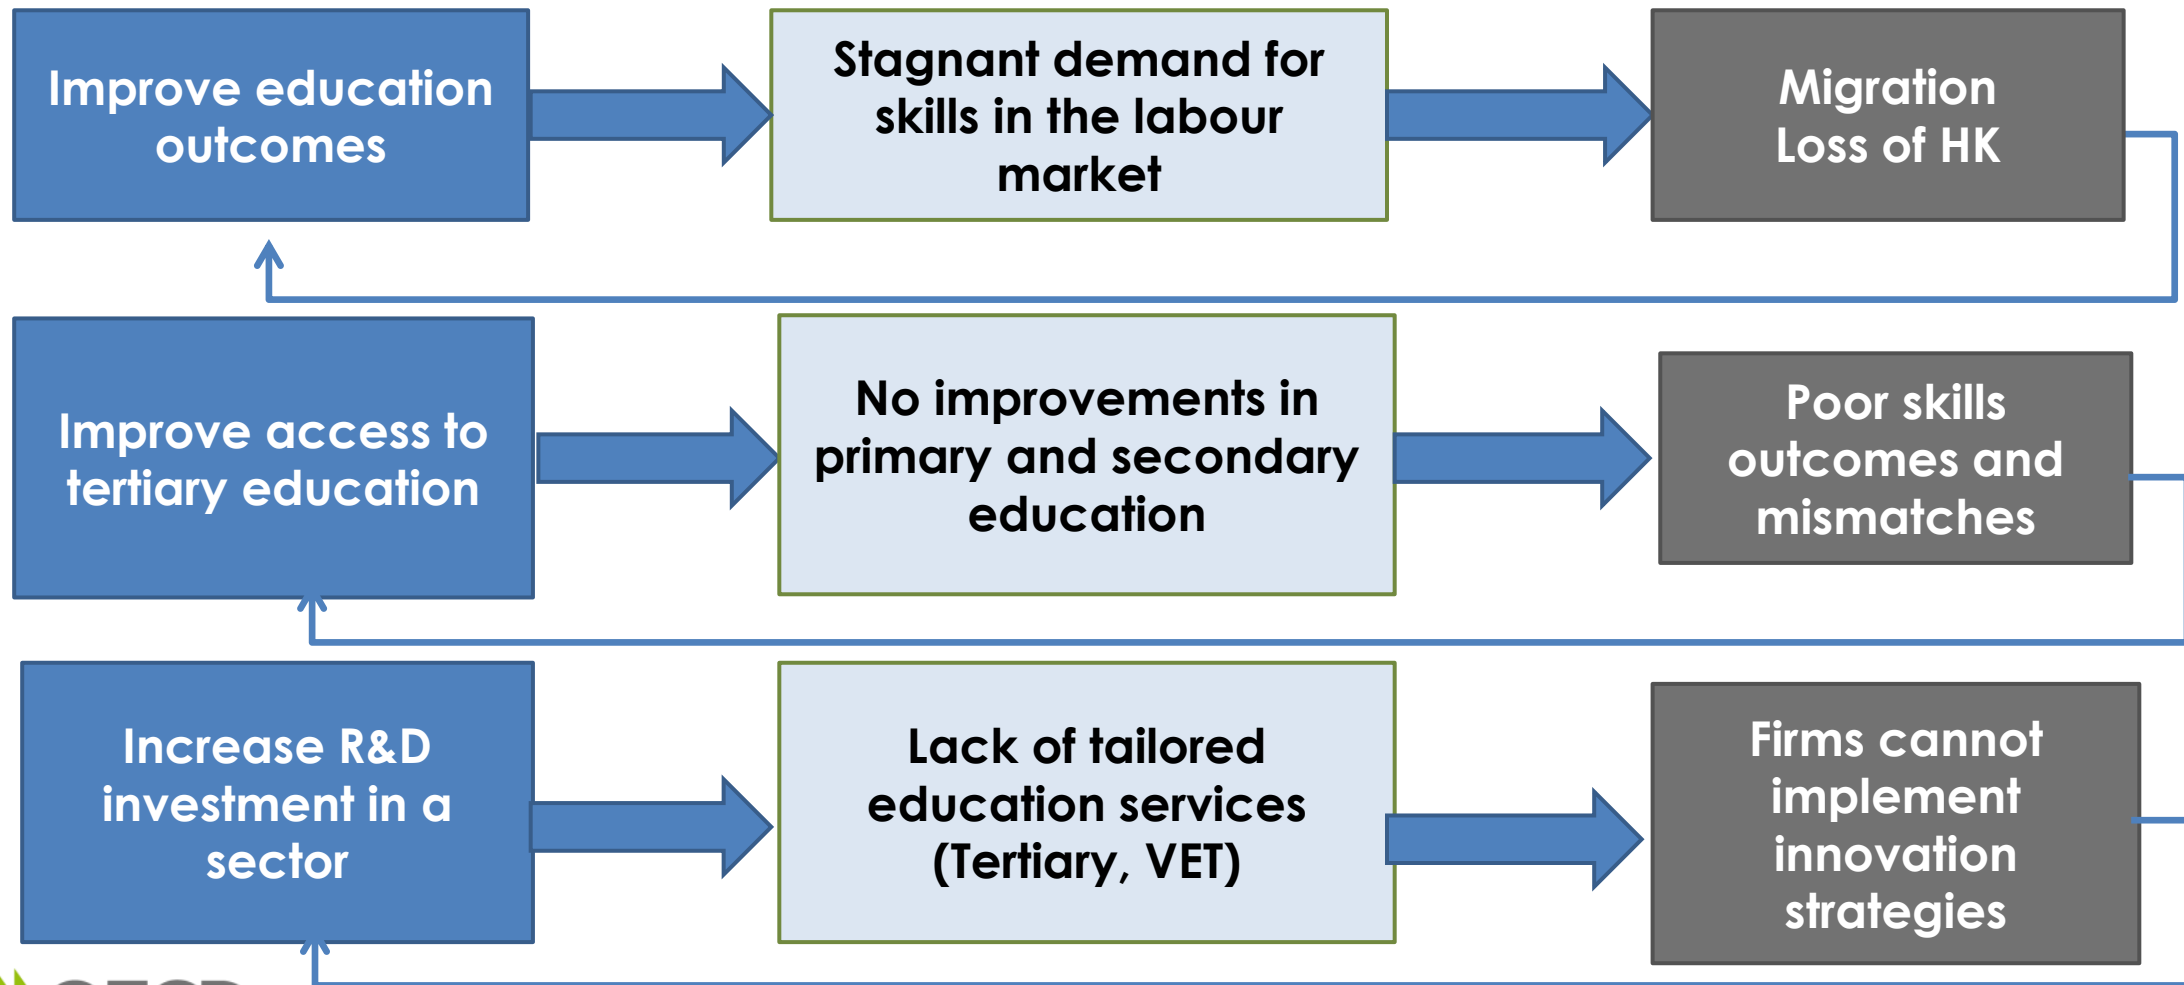 Improve education
outcomes
Stagnant demand for
skills in the labour
market
Migration
Loss of HK
Improve access to
tertiary education
No improvements in
primary and secondary
education
Poor skills
outcomes and
mismatches
Increase R&D
investment in a
sector
Lack of tailored
education services
(Tertiary, VET)
Firms cannot
implement
innovation
strategies
OECD